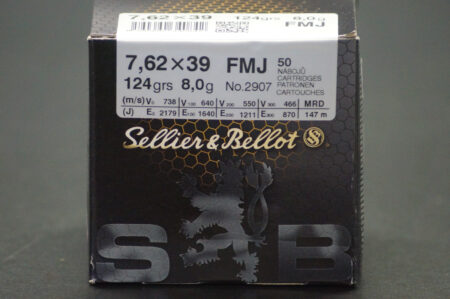 7,62×39 124grs 8,0g
FMJ
7,62×39 FMJ 50
NÁBOJŮ
CARTRIDGES
124grs 8,0g No.2907 PATRONEN
CARTOUCHES
(m/s) V0 738 V100 640 V200 550 V300 466 MRD
(J) E0 2179 E100 1640 E200 1211 E300 870 147 m
Sellier & Bellot S
S B